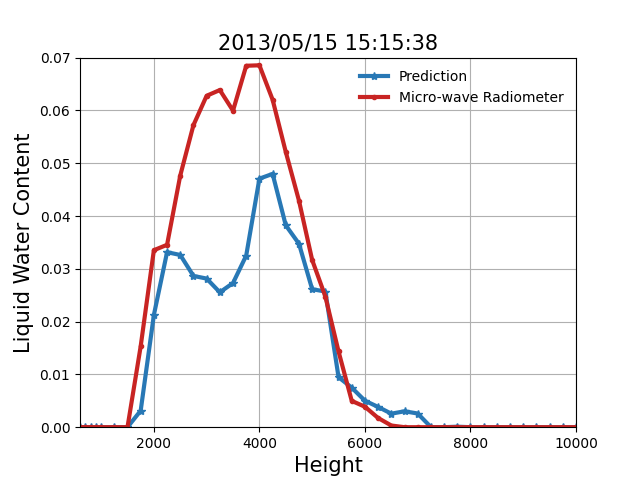 2013/05/15 15:15:38
Prediction
Micro-wave Radiometer
0.07
0.06
0.05
0.04
0.03
0.02
0.01
0.00
Liquid Water Content
2000 4000 6000 8000 10000
Height